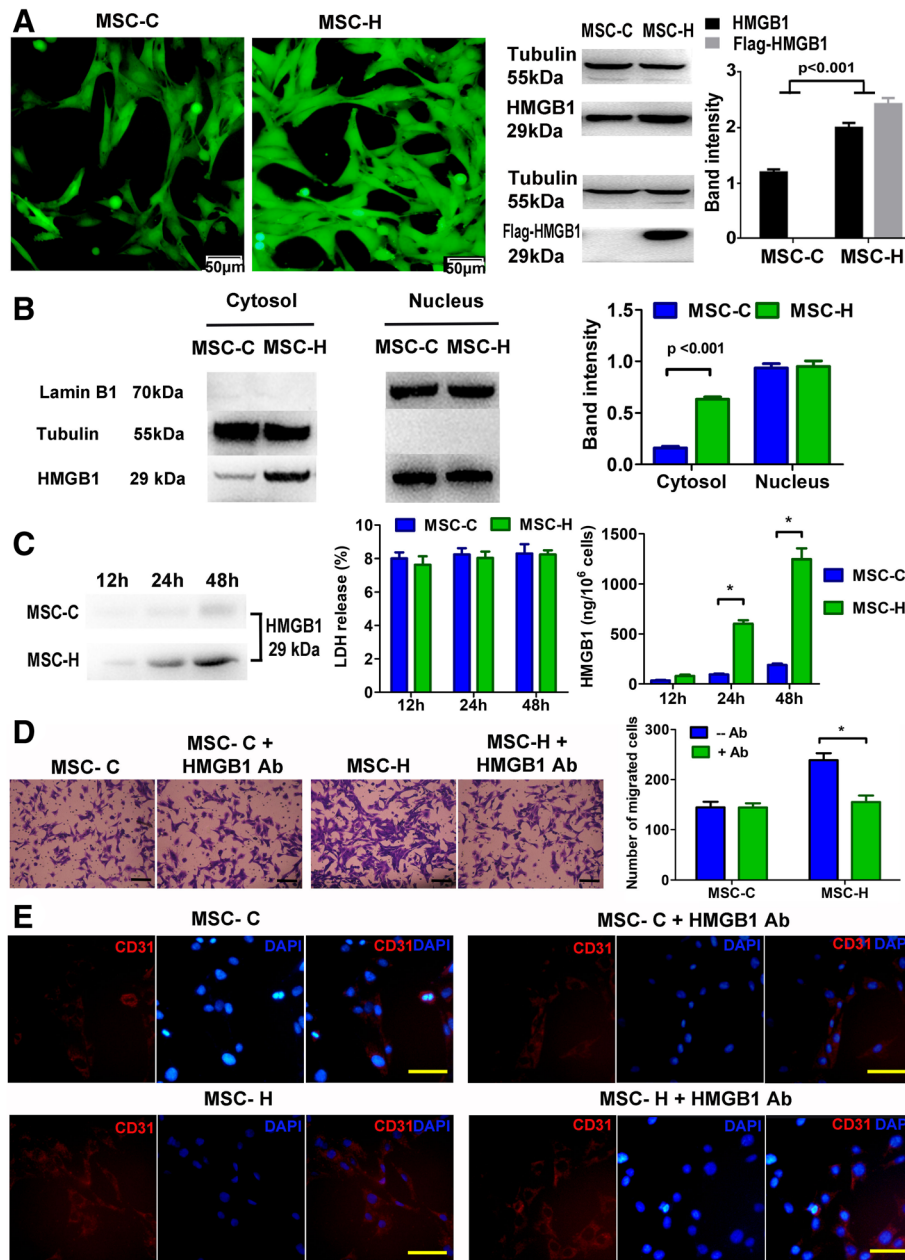 A
MSC-C
MSC-H
50μm
50μm
MSC-C MSC-H
Tubulin
55kDa
HMGB1
29kDa
Tubulin
55kDa
Flag-HMGB1
29kDa
HMGB1
Flag-HMGB1
p<0.001
Band intensity
3
2
1
0
MSC-C MSC-H
B
Cytosol
Nucleus
MSC-C MSC-H
MSC-C MSC-H
Lamin B1 70kDa
Tubulin 55kDa
HMGB1 29 kDa
MSC-C MSC-H
p <0.001
Band intensity
1.5
1.0
0.5
0.0
Cytosol Nucleus
C
12h 24h 48h
MSC-C
MSC-H
HMGB1
29 kDa
MSC-C MSC-H
LDH release (%)
10
8
6
4
2
0
12h 24h 48h
HMGB1 (ng/10⁶ cells)
1500
1000
500
0
*
*
12h 24h 48h
MSC-C
MSC-H
D
MSC- C
MSC- C +
HMGB1 Ab
MSC-H
MSC-H +
HMGB1 Ab
-- Ab
+ Ab
*
Number of migrated cells
300
200
100
0
MSC-C MSC-H
E
MSC- C
CD31 DAPI CD31DAPI
MSC- C + HMGB1 Ab
CD31 DAPI CD31 DAPI
MSC- H
CD31 DAPI CD31DAPI
MSC- H + HMGB1 Ab
CD31 DAPI CD31 DAPI